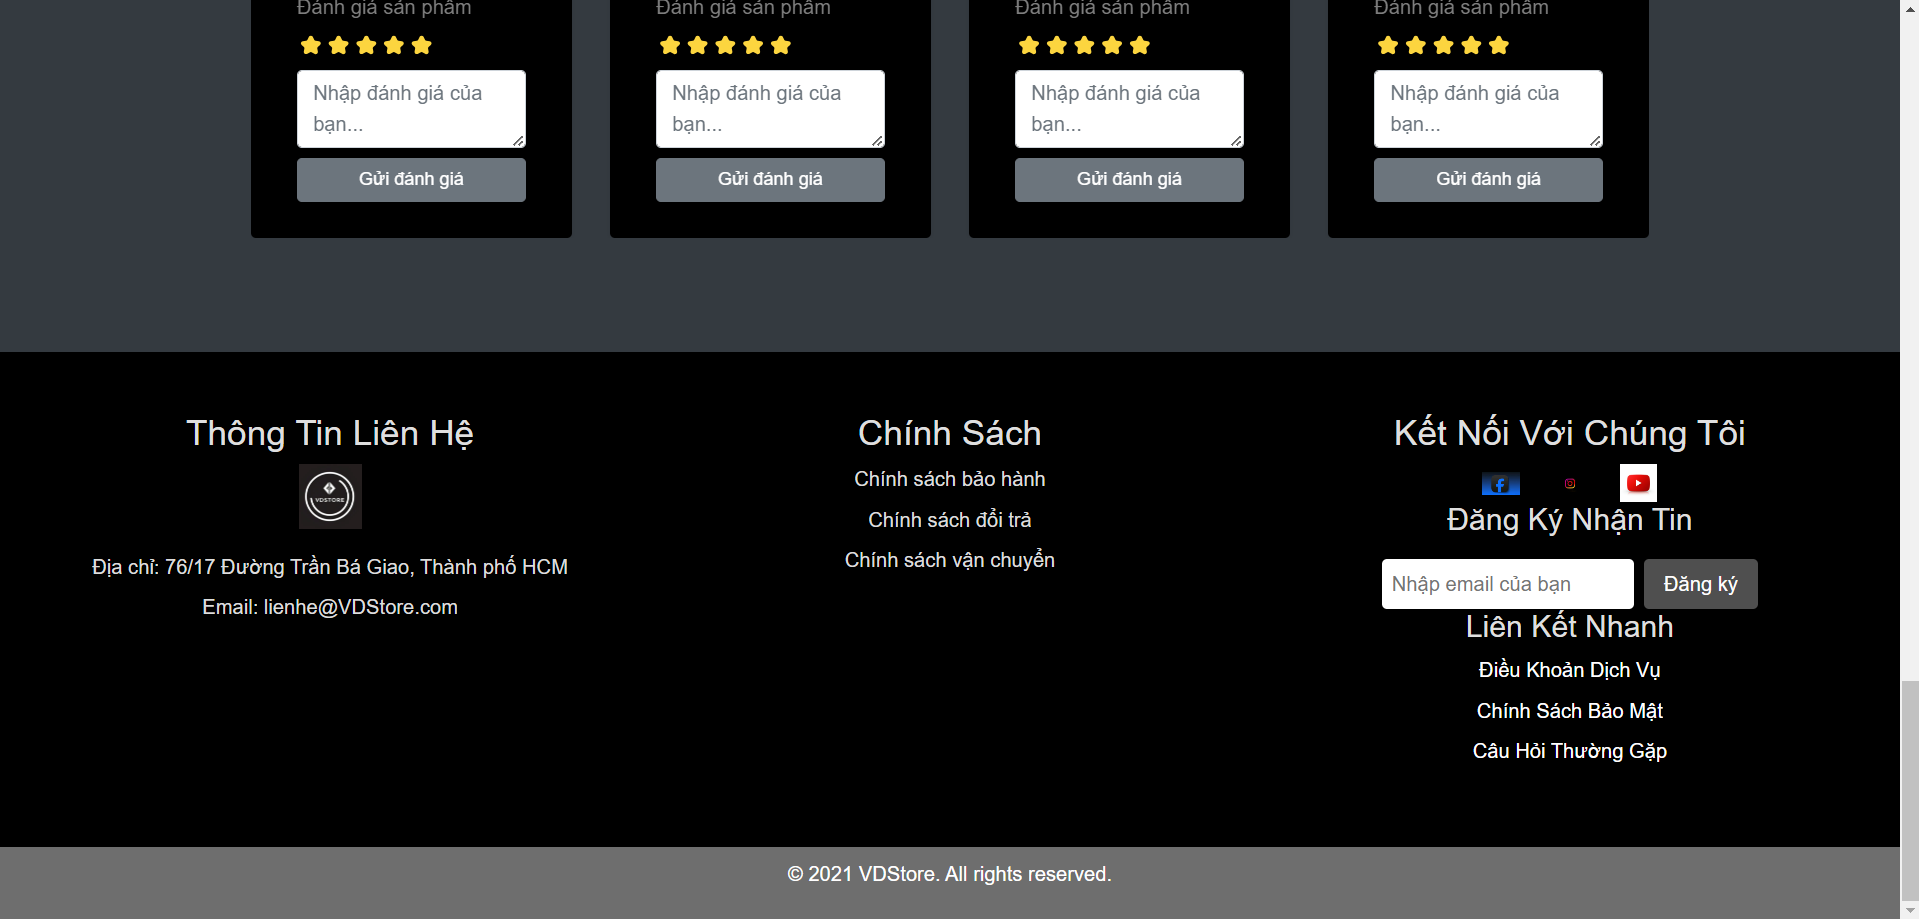 Đánh giá sản phẩm
Đánh giá sản phẩm
Đánh giá sản phẩm
Đánh giá sản phẩm
Nhập đánh giá của
bạn...
Nhập đánh giá của
bạn...
Nhập đánh giá của
bạn...
Nhập đánh giá của
bạn...
Gửi đánh giá
Gửi đánh giá
Gửi đánh giá
Gửi đánh giá
Thông Tin Liên Hệ
VDSTORE
Địa chỉ: 76/17 Đường Trần Bá Giao, Thành phố HCM
Email: lienhe@VDStore.com
Chính Sách
Chính sách bảo hành
Chính sách đổi trả
Chính sách vận chuyển
Kết Nối Với Chúng Tôi
Đăng Ký Nhận Tin
Nhập email của bạn
Đăng ký
Liên Kết Nhanh
Điều Khoản Dịch Vụ
Chính Sách Bảo Mật
Câu Hỏi Thường Gặp
© 2021 VDStore. All rights reserved.